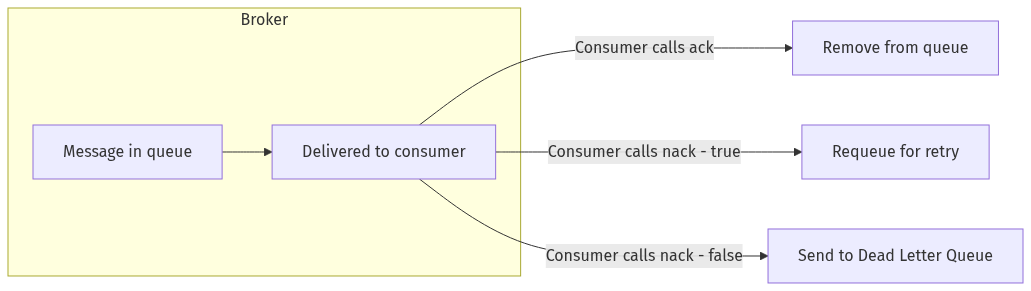 Broker
Consumer calls ack
Remove from queue
Message in queue
Delivered to consumer
Consumer calls nack - true
Requeue for retry
Consumer calls nack - false
Send to Dead Letter Queue